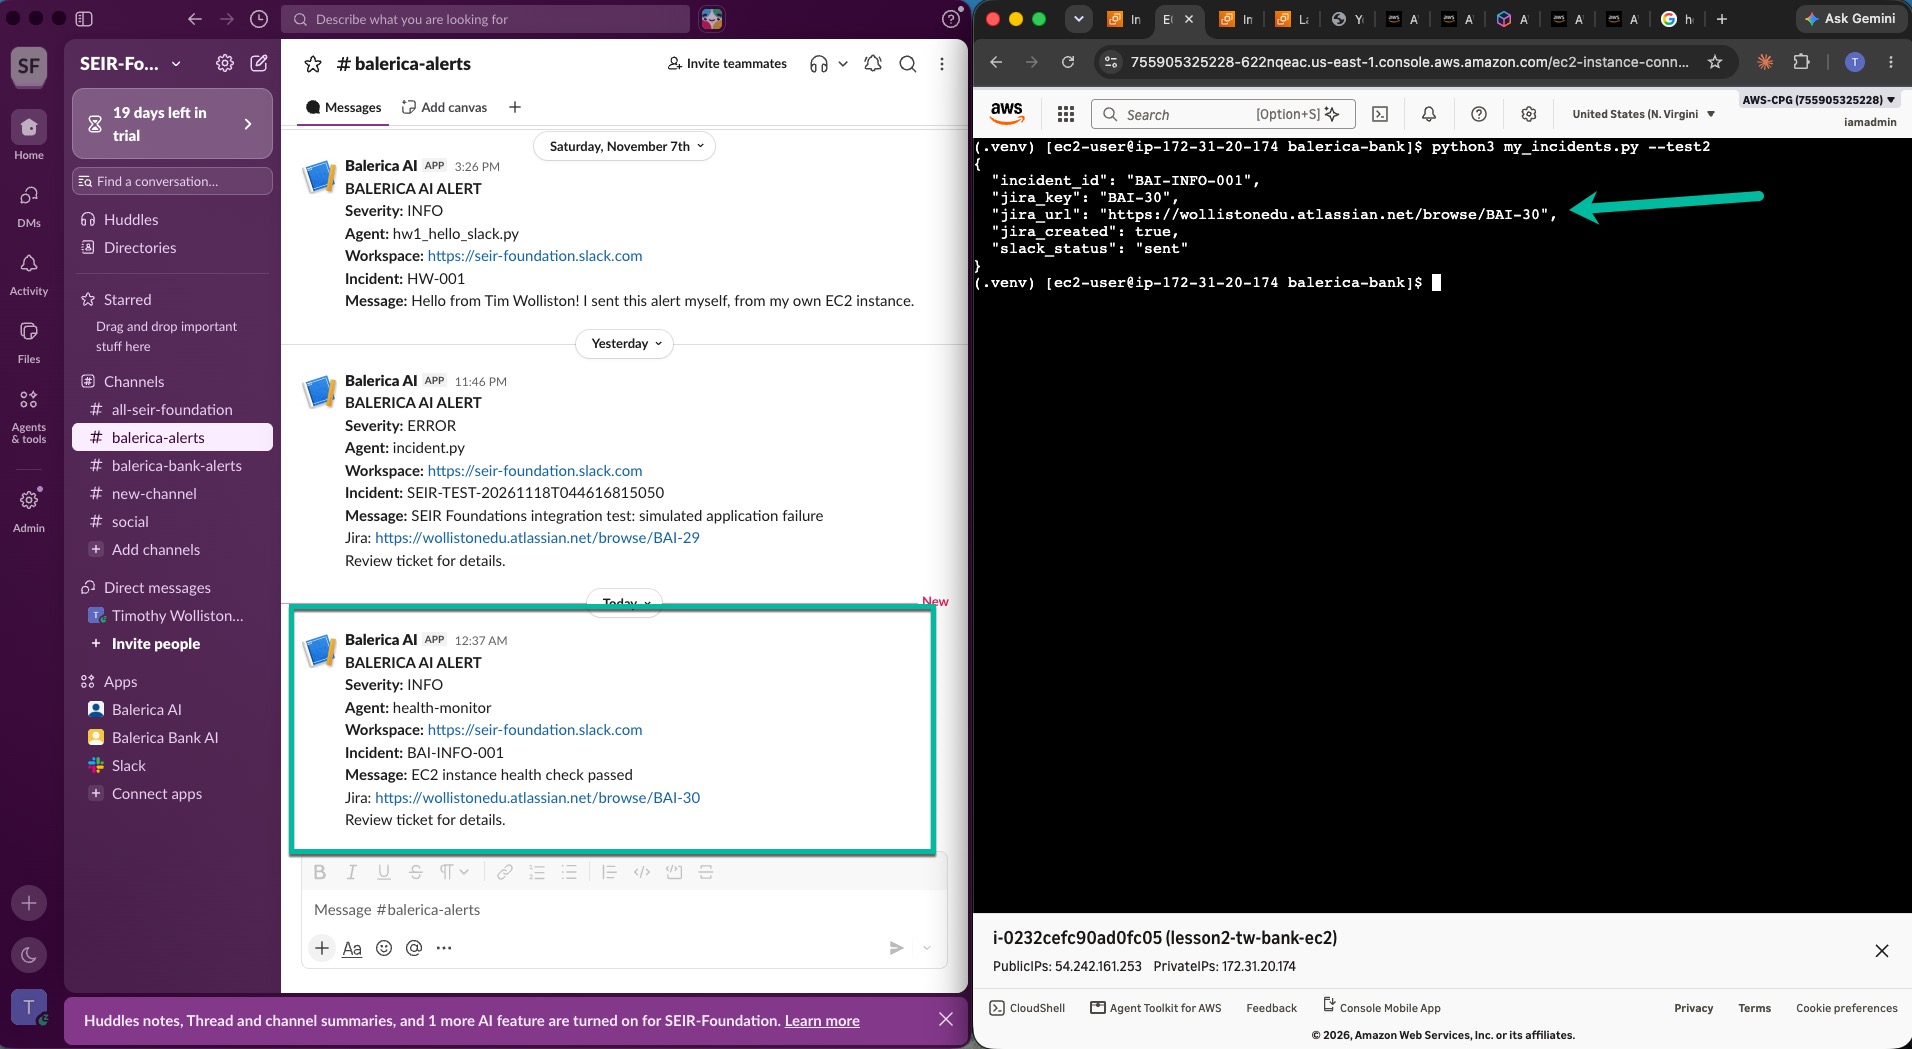 Describe what you are looking for
SF
Home
DMs
Activity
Files
Agents
& tools
Admin
T
SEIR-Fo...
19 days left in
trial
Find a conversation...
Huddles
Directories
Starred
Drag and drop important
stuff here
Channels
# all-seir-foundation
# balerica-alerts
# balerica-bank-alerts
# new-channel
# social
+ Add channels
Direct messages
T Timothy Wolliston...
+ Invite people
Apps
Balerica AI
Balerica Bank AI
Slack
+ Connect apps
# balerica-alerts
Invite teammates
Messages
Add canvas
Saturday, November 7th
Balerica AI APP 3:26 PM
BALERICA AI ALERT
Severity: INFO
Agent: hw1_hello_slack.py
Workspace: https://seir-foundation.slack.com
Incident: HW-001
Message: Hello from Tim Wolliston! I sent this alert myself, from my own EC2 instance.
Yesterday
Balerica AI APP 11:46 PM
BALERICA AI ALERT
Severity: ERROR
Agent: incident.py
Workspace: https://seir-foundation.slack.com
Incident: SEIR-TEST-20261118T044616815050
Message: SEIR Foundations integration test: simulated application failure
Jira: https://wollistonedu.atlassian.net/browse/BAI-29
Review ticket for details.
Today
New
Balerica AI APP 12:37 AM
BALERICA AI ALERT
Severity: INFO
Agent: health-monitor
Workspace: https://seir-foundation.slack.com
Incident: BAI-INFO-001
Message: EC2 instance health check passed
Jira: https://wollistonedu.atlassian.net/browse/BAI-30
Review ticket for details.
B I U S
Message #balerica-alerts
+ Aa @ ...
Huddles notes, Thread and channel summaries, and 1 more AI feature are turned on for SEIR-Foundation. Learn more
Ask Gemini
755905325228-622nqeac.us-east-1.console.aws.amazon.com/ec2-instance-conn...
T
aws
Search
[Option+S]
United States (N. Virgini
AWS-CPG (755905325228)
iamadmin
(.venv) [ec2-user@ip-172-31-20-174 balerica-bank]$ python3 my_incidents.py --test2
{
"incident_id": "BAI-INFO-001",
"jira_key": "BAI-30",
"jira_url": "https://wollistonedu.atlassian.net/browse/BAI-30",
"jira_created": true,
"slack_status": "sent"
}
(.venv) [ec2-user@ip-172-31-20-174 balerica-bank]$
i-0232cefc90ad0fc05 (lesson2-tw-bank-ec2)
PublicIPs: 54.242.161.253 PrivateIPs: 172.31.20.174
CloudShell
Agent Toolkit for AWS
Feedback
Console Mobile App
Privacy
Terms
Cookie preferences
© 2026, Amazon Web Services, Inc. or its affiliates.